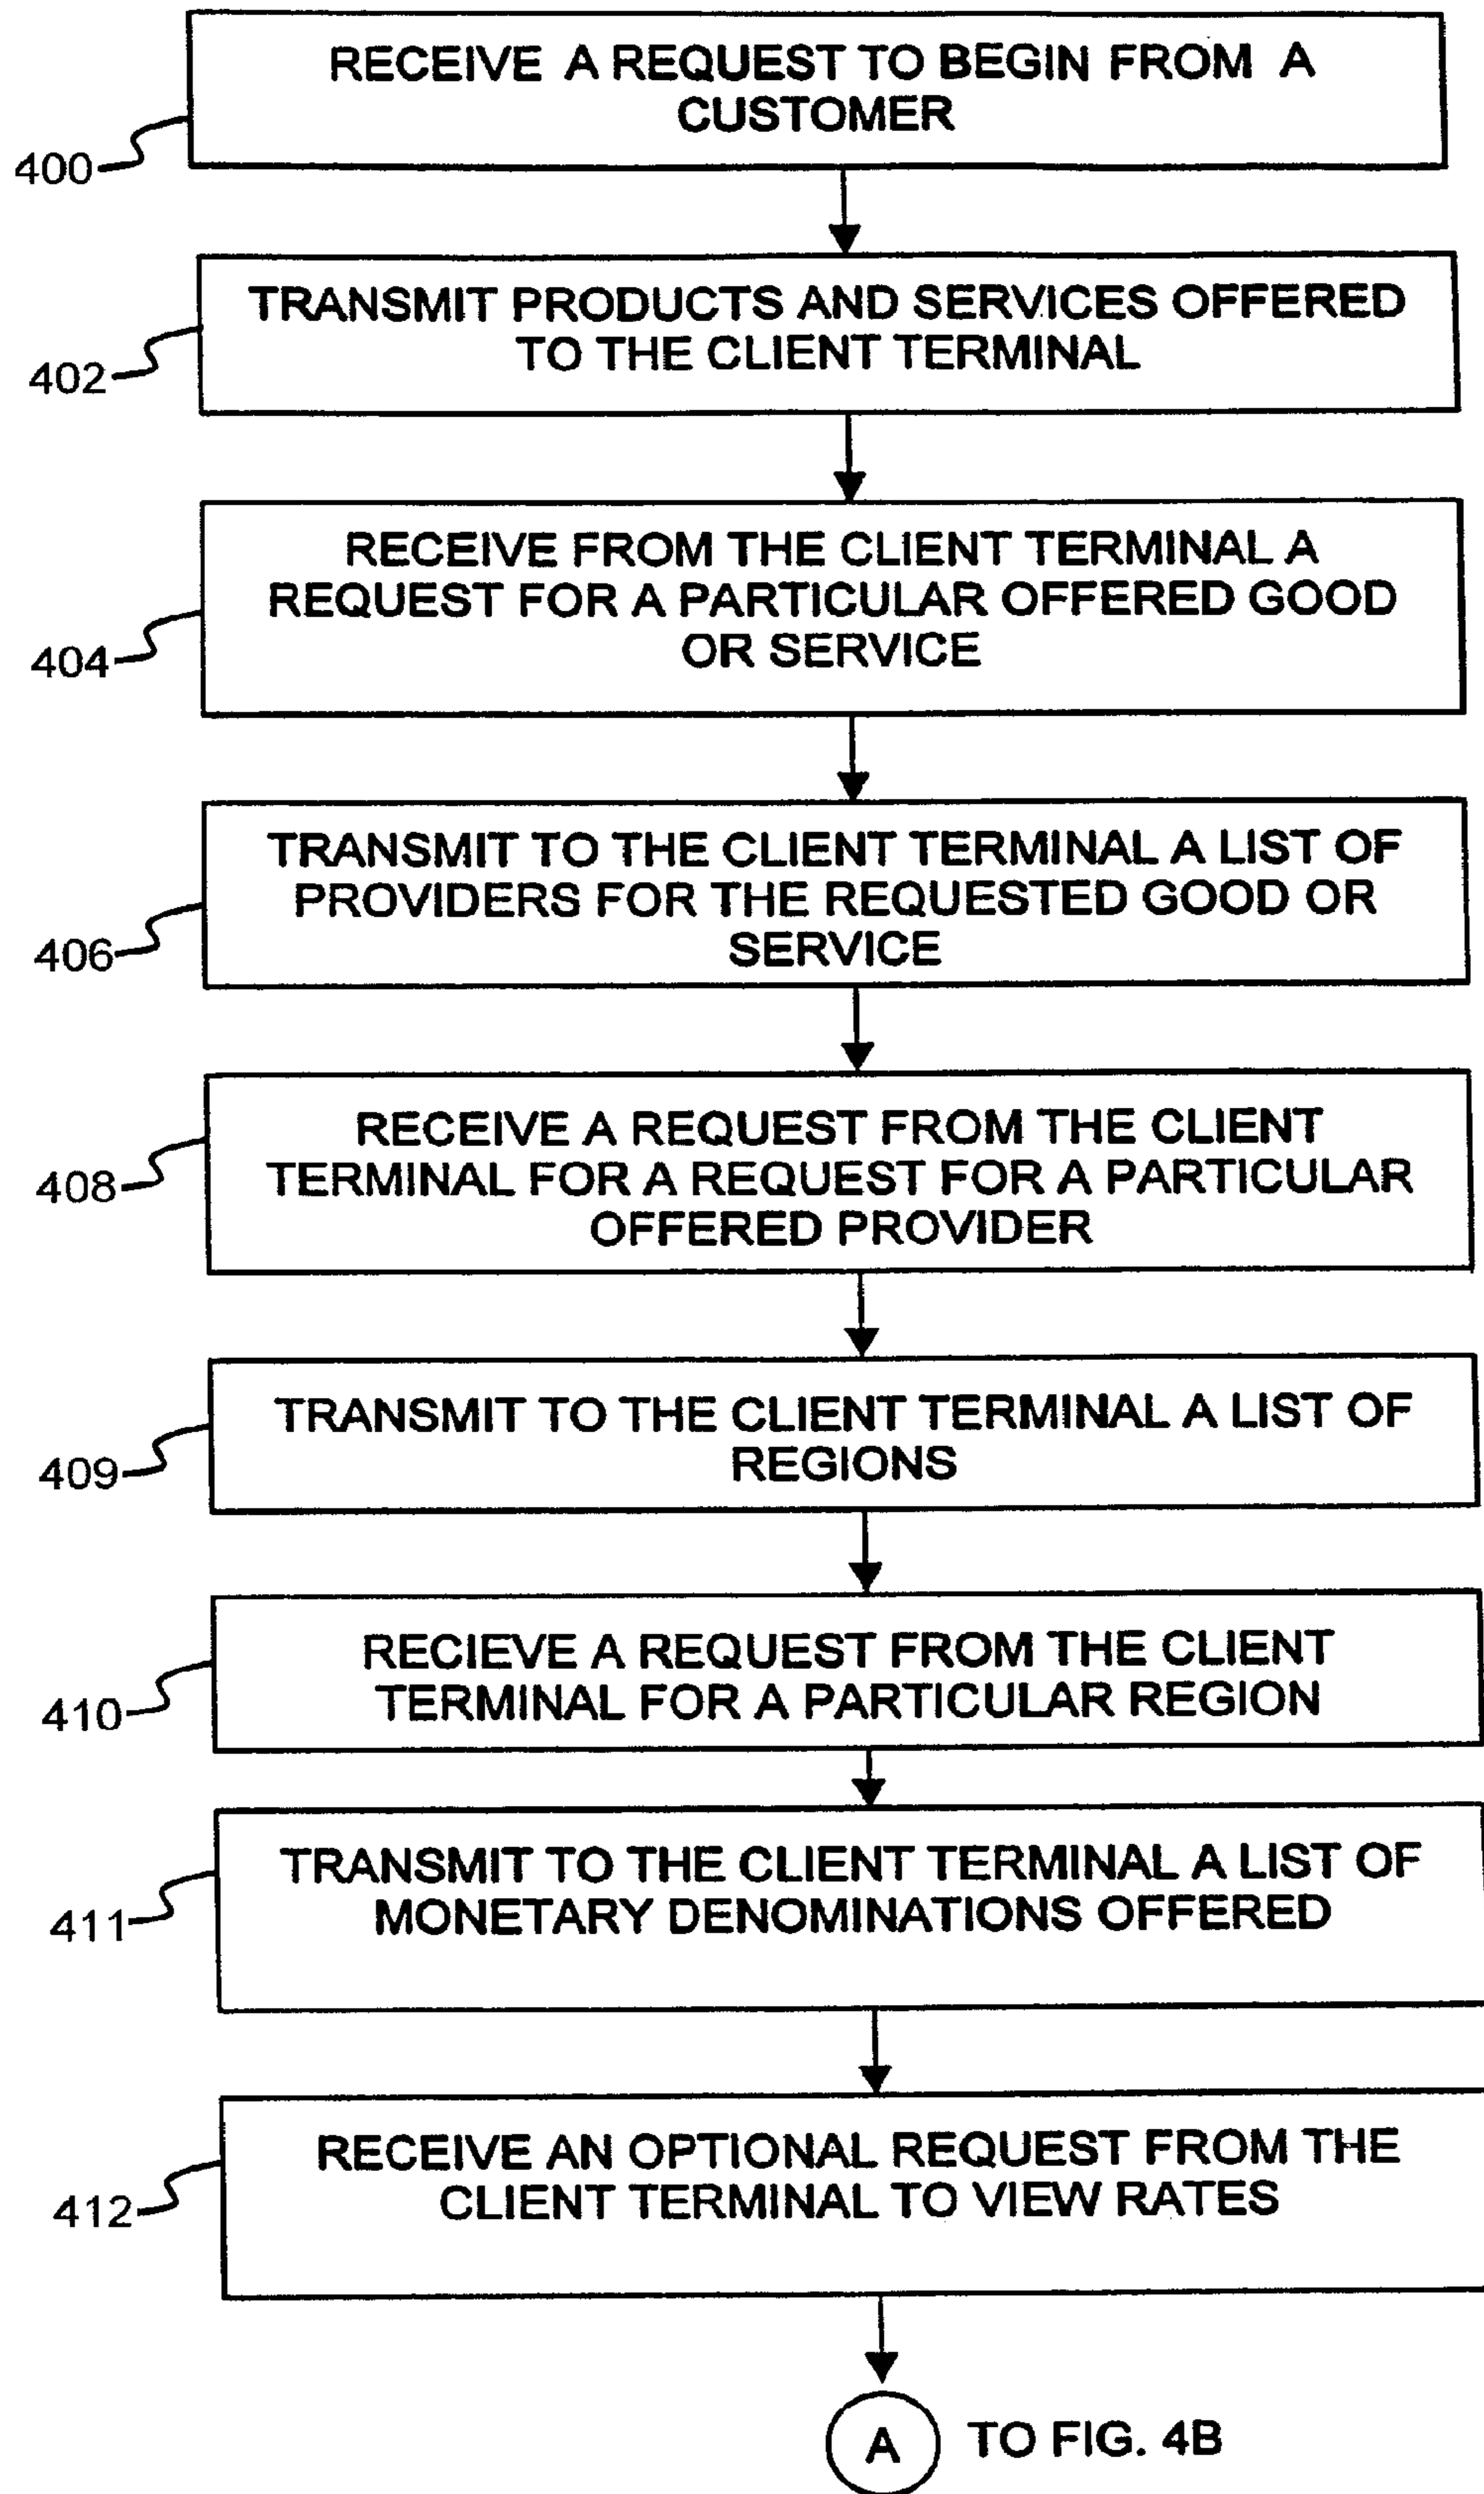 RECEIVE A REQUEST TO BEGIN FROM A
CUSTOMER
400
TRANSMIT PRODUCTS AND SERVICES OFFERED
TO THE CLIENT TERMINAL
402
RECEIVE FROM THE CLIENT TERMINAL A
REQUEST FOR A PARTICULAR OFFERED GOOD
OR SERVICE
404
TRANSMIT TO THE CLIENT TERMINAL A LIST OF
PROVIDERS FOR THE REQUESTED GOOD OR
SERVICE
406
RECEIVE A REQUEST FROM THE CLIENT
TERMINAL FOR A REQUEST FOR A PARTICULAR
OFFERED PROVIDER
408
TRANSMIT TO THE CLIENT TERMINAL A LIST OF
REGIONS
409
RECIEVE A REQUEST FROM THE CLIENT
TERMINAL FOR A PARTICULAR REGION
410
TRANSMIT TO THE CLIENT TERMINAL A LIST OF
MONETARY DENOMINATIONS OFFERED
411
RECEIVE AN OPTIONAL REQUEST FROM THE
CLIENT TERMINAL TO VIEW RATES
412
A TO FIG. 4B